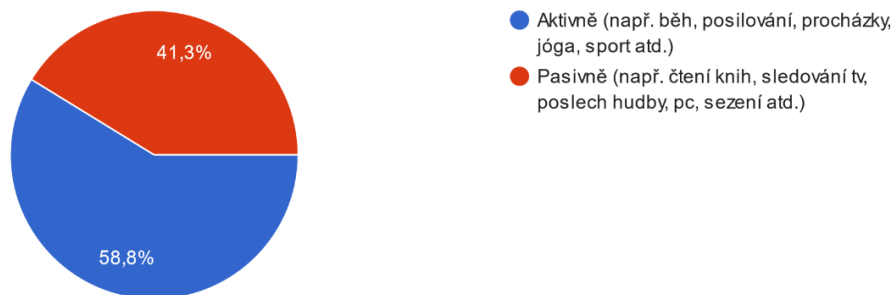 41,3%
58,8%
Aktivně (např. běh, posilování, procházky,
jóga, sport atd.)
Pasivně (např. čtení knih, sledování tv,
poslech hudby, pc, sezení atd.)